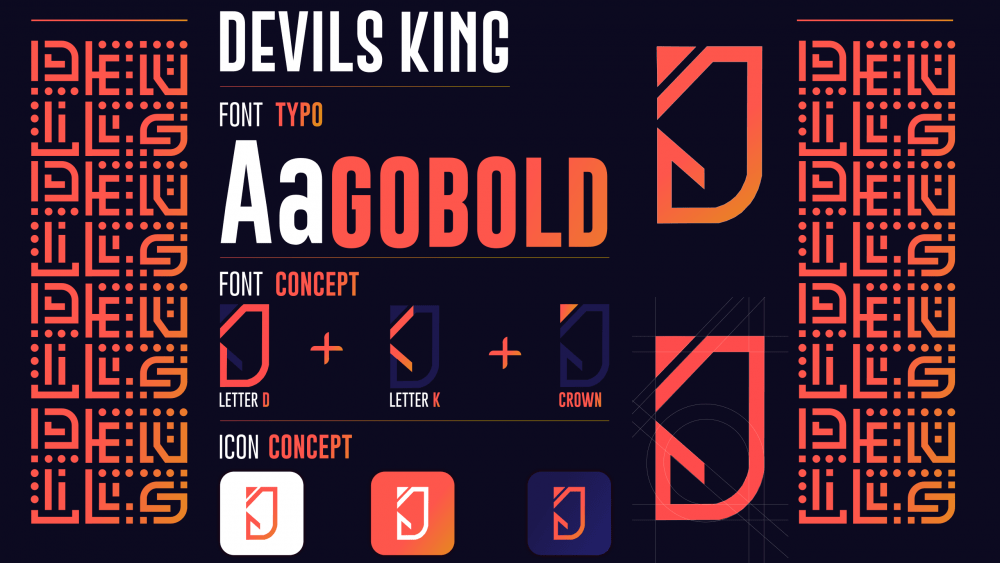 DEVILS KING
FONT TYPO
Aa GOBOLD
FONT CONCEPT
LETTER D
LETTER K
CROWN
ICON CONCEPT